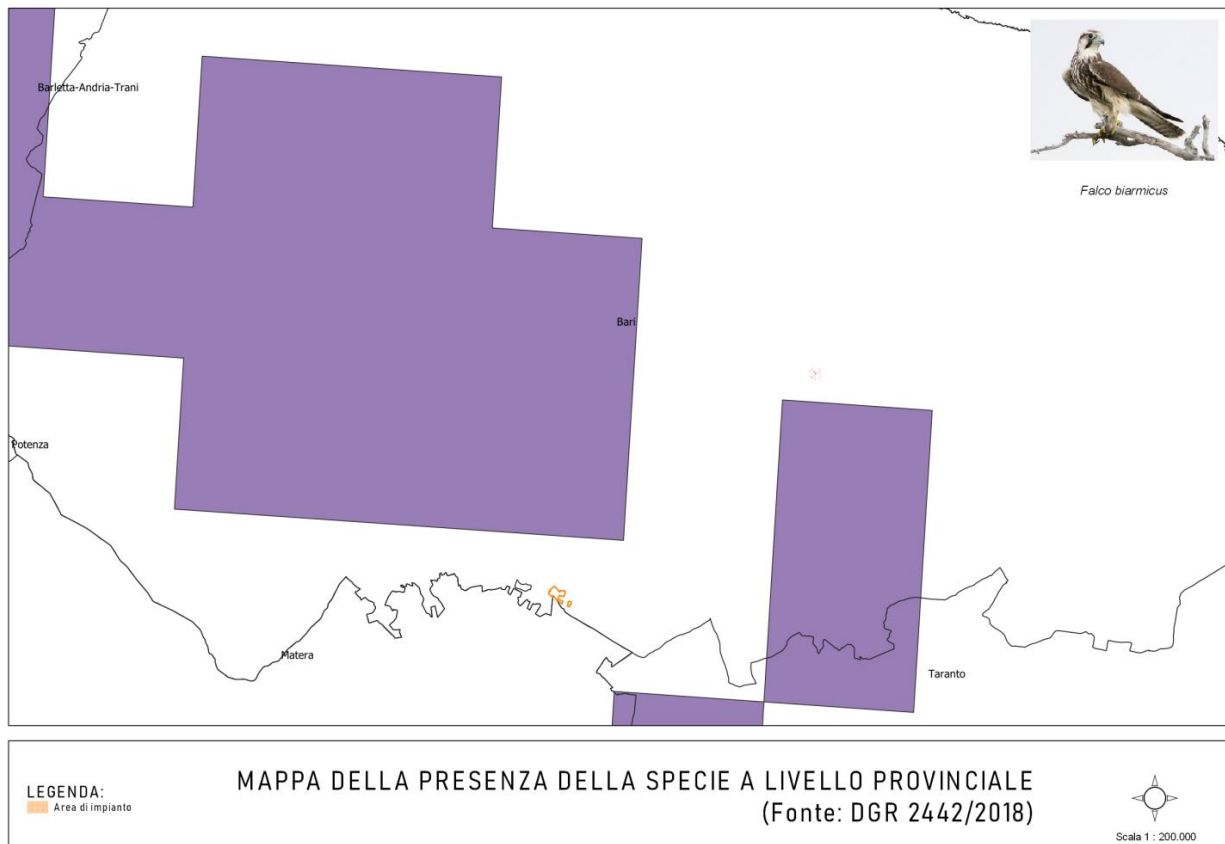 Barletta-Andria-Trani
Falco biarmicus
Bari
Potenza
Matera
Taranto
LEGENDA:
Area di impianto
MAPPA DELLA PRESENZA DELLA SPECIE A LIVELLO PROVINCIALE
(Fonte: DGR 2442/2018)
Scala 1 : 200.000